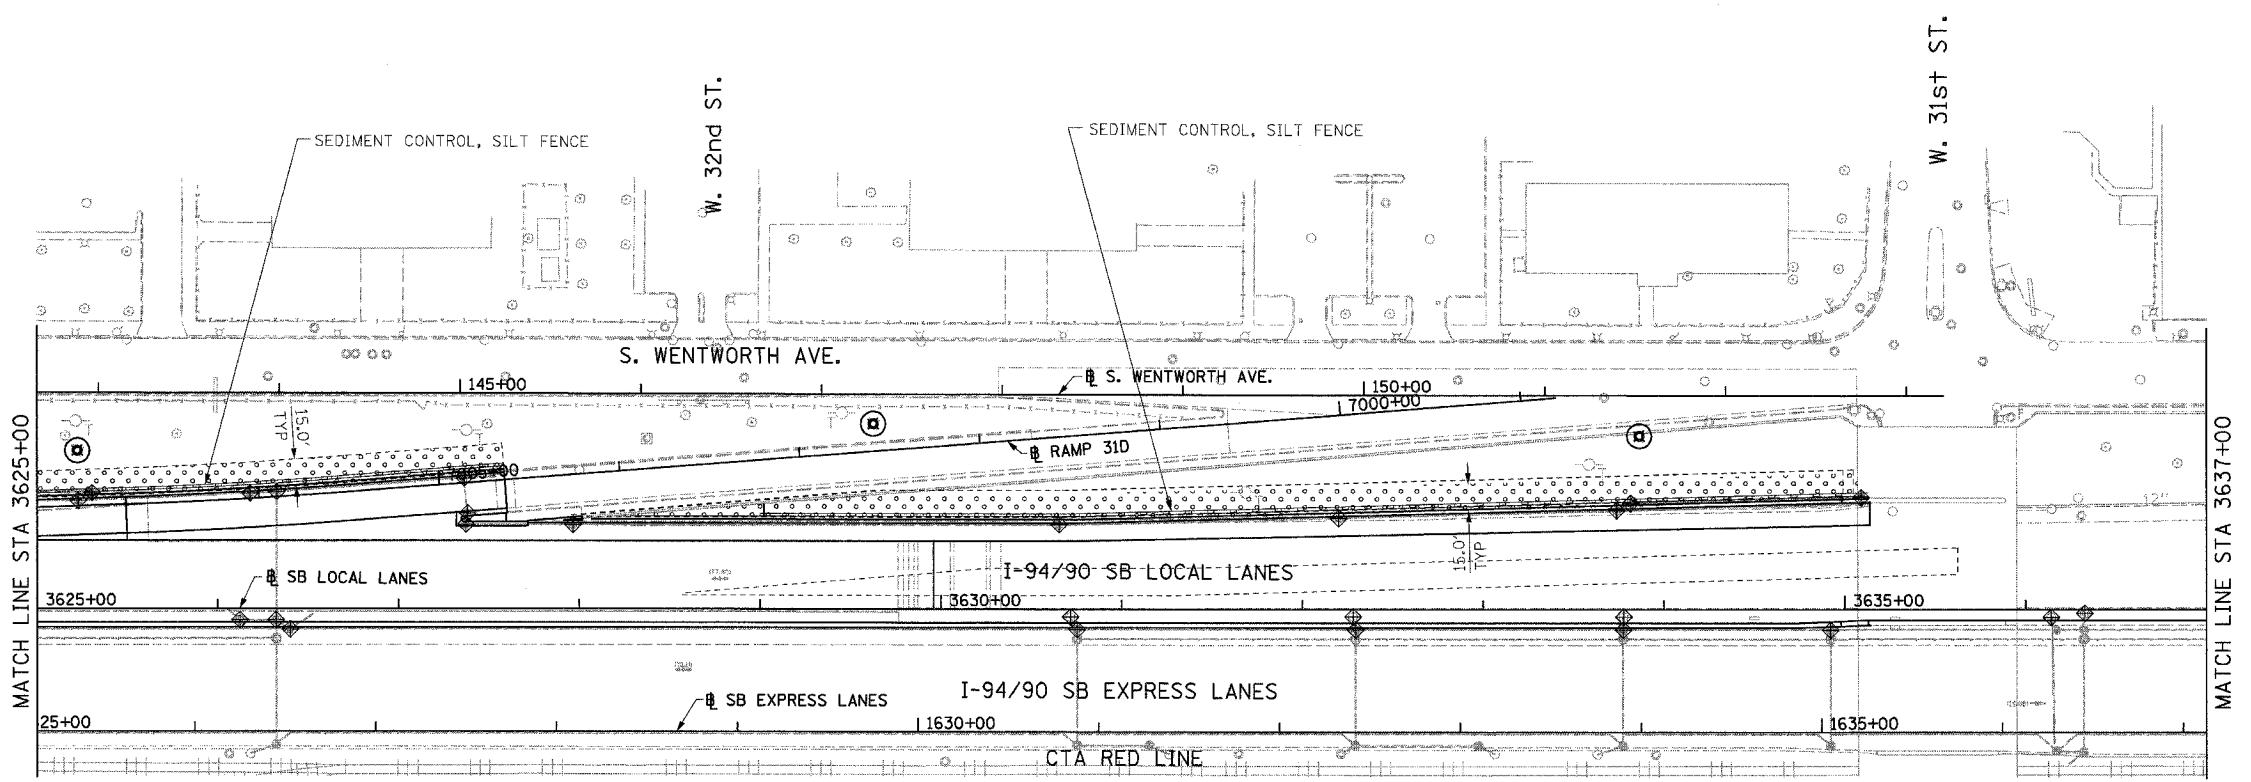 W. 31st ST.
W. 32nd ST.
SEDIMENT CONTROL, SILT FENCE
SEDIMENT CONTROL, SILT FENCE
S. WENTWORTH AVE.
145+00
℄ S. WENTWORTH AVE.
150+00
7000+00
15.0'
TYP
℄ RAMP 31D
12"
MATCH LINE STA 3625+00
MATCH LINE STA 3637+00
15.0'
TYP
℄ SB LOCAL LANES
I-94/90 SB LOCAL LANES
3625+00
3630+00
3635+00
I-94/90 SB EXPRESS LANES
℄ SB EXPRESS LANES
25+00
1630+00
1635+00
CTA RED LINE